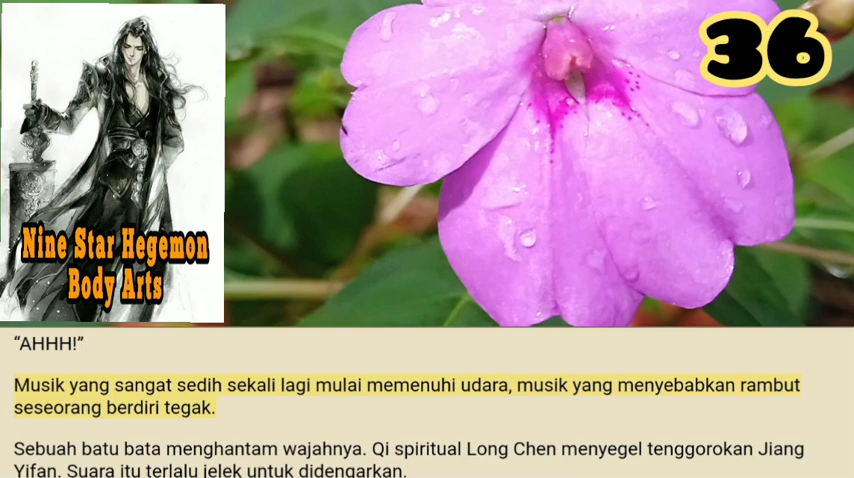 36
Nine Star Hegemon
Body Arts
“AHHH!”
Musik yang sangat sedih sekali lagi mulai memenuhi udara, musik yang menyebabkan rambut
seseorang berdiri tegak.
Sebuah batu bata menghantam wajahnya. Qi spiritual Long Chen menyegel tenggorokan Jiang
Yifan. Suara itu terlalu jelek untuk didengarkan.